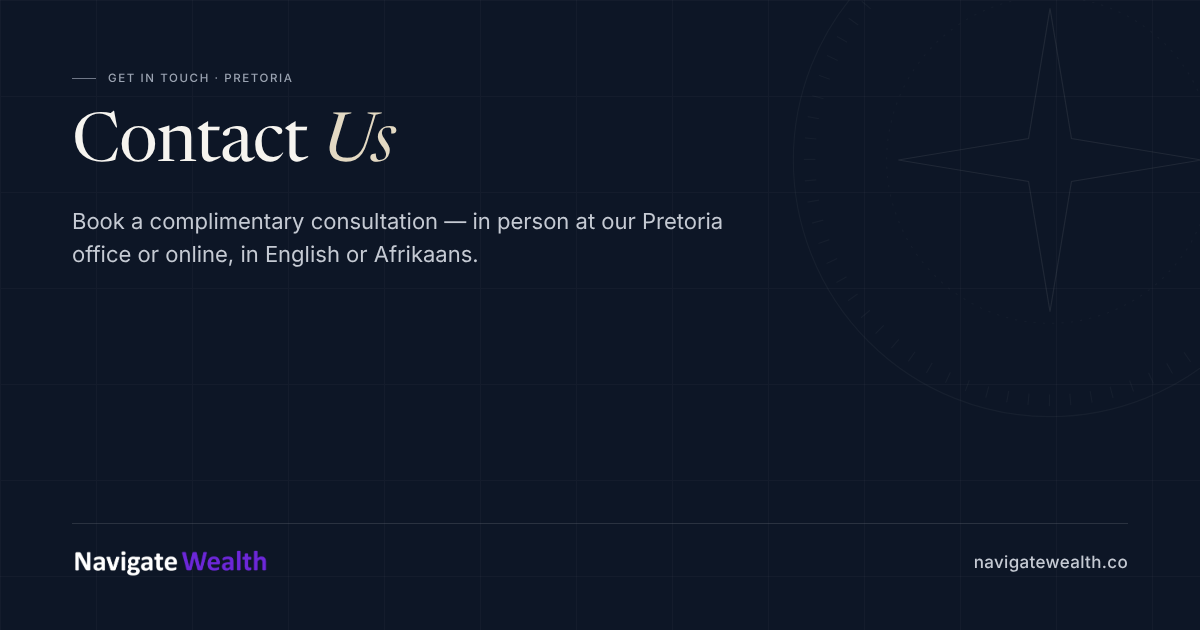 GET IN TOUCH · PRETORIA
Contact Us
Book a complimentary consultation — in person at our Pretoria
office or online, in English or Afrikaans.
Navigate Wealth
navigatewealth.co